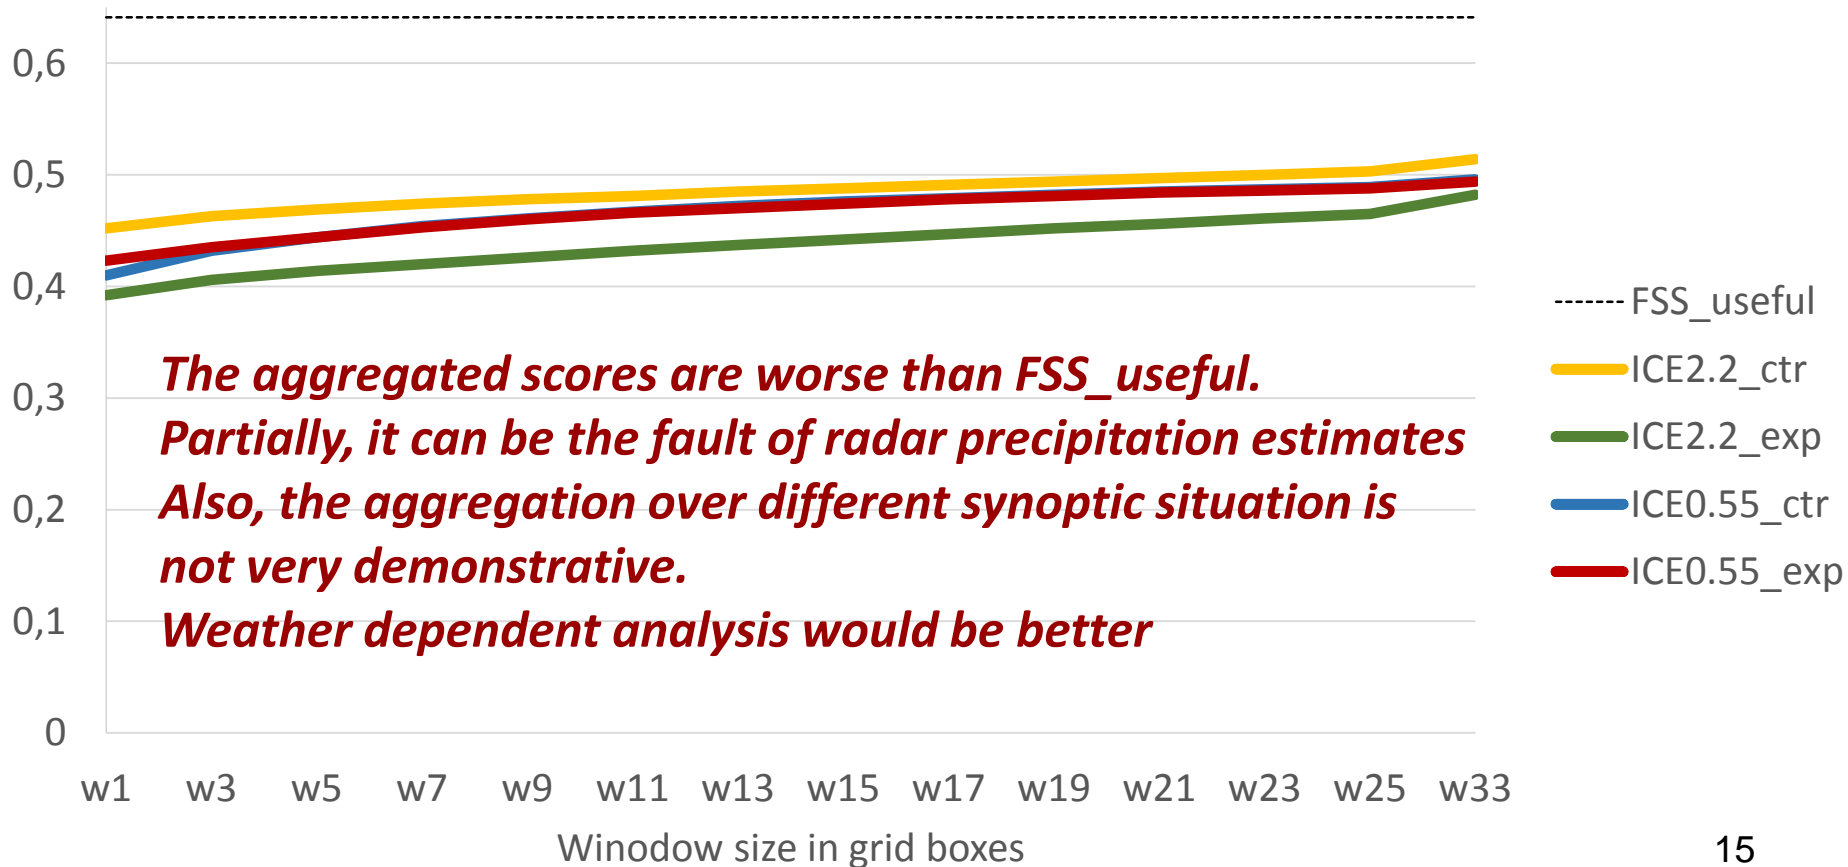 0,6
0,5
0,4
0,3
0,2
0,1
0
The aggregated scores are worse than FSS_useful.
Partially, it can be the fault of radar precipitation estimates
Also, the aggregation over different synoptic situation is
not very demonstrative.
Weather dependent analysis would be better
FSS_useful
ICE2.2_ctr
ICE2.2_exp
ICE0.55_ctr
ICE0.55_exp
w1 w3 w5 w7 w9 w11 w13 w15 w17 w19 w21 w23 w25 w33
Winodow size in grid boxes
15